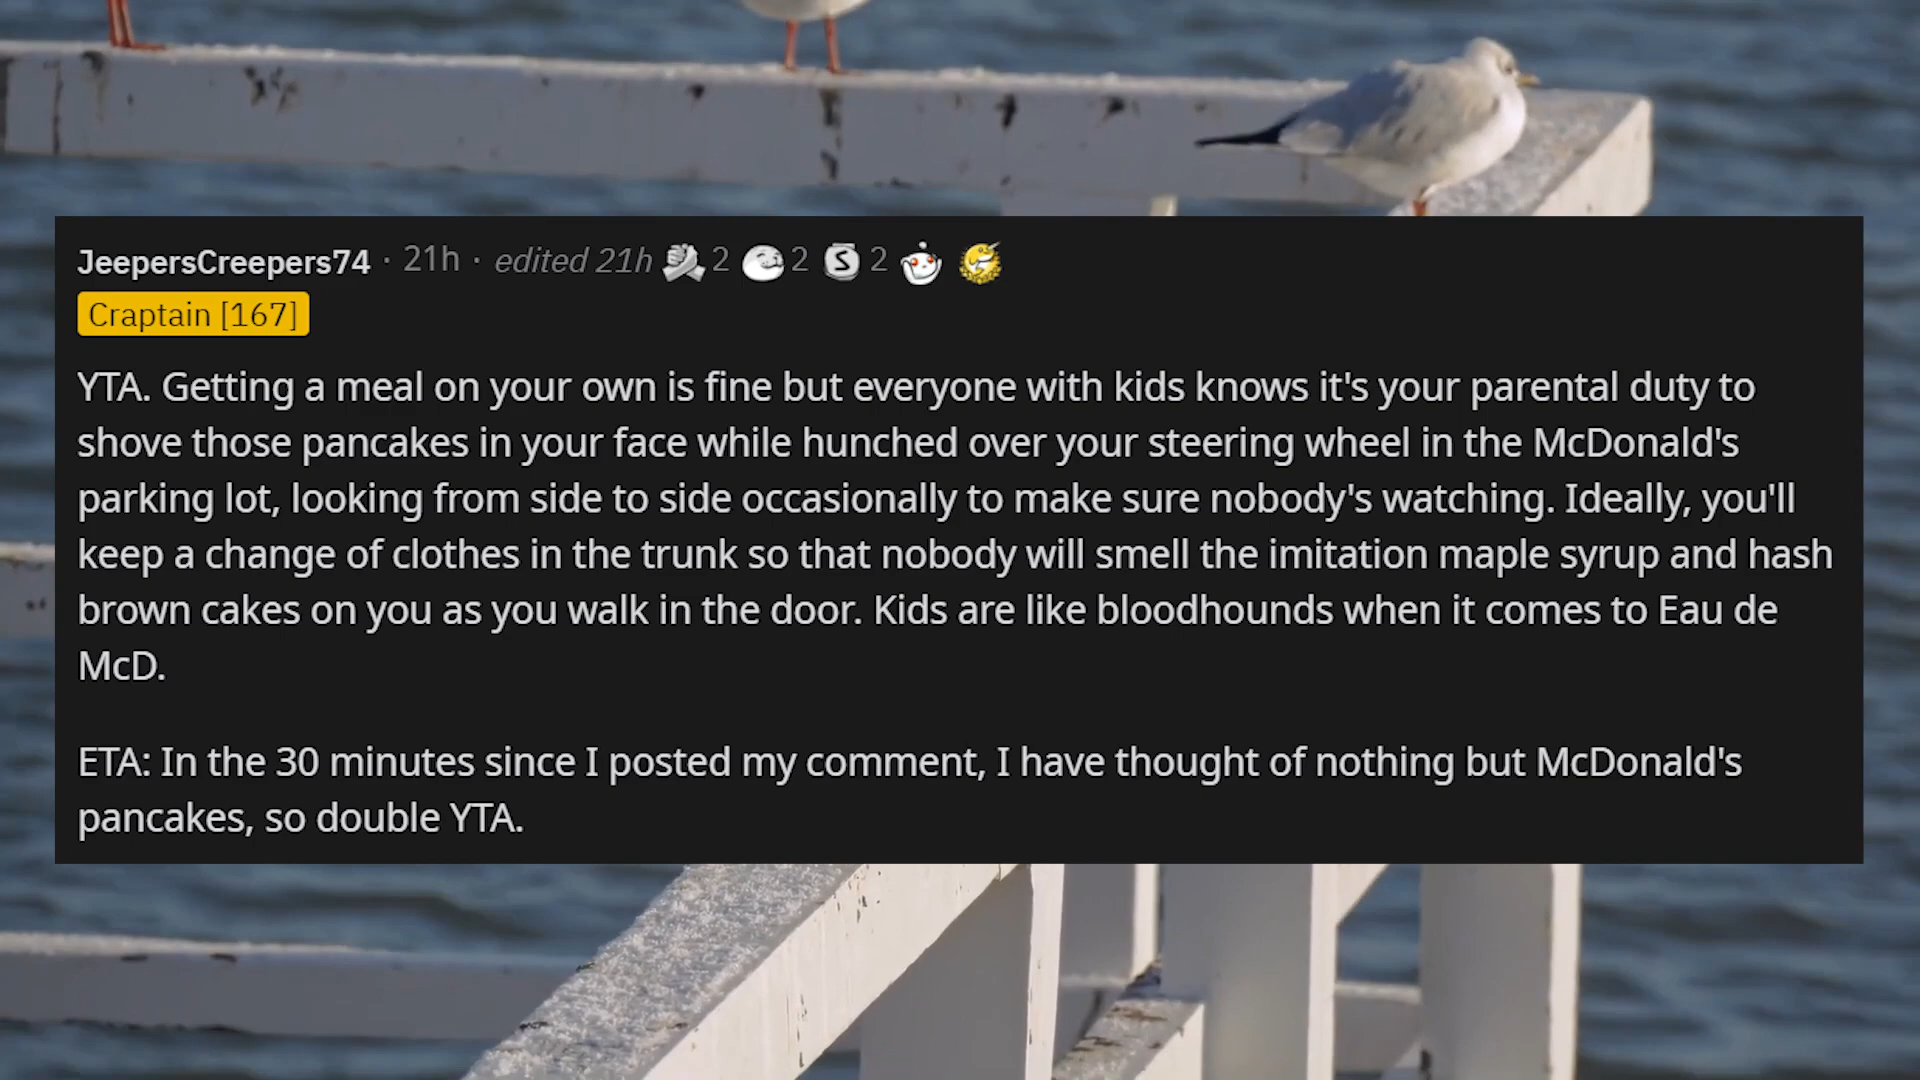 JeepersCreepers74 · 21h · edited 21h 2 2 S 2
Craptain [167]
YTA. Getting a meal on your own is fine but everyone with kids knows it's your parental duty to
shove those pancakes in your face while hunched over your steering wheel in the McDonald's
parking lot, looking from side to side occasionally to make sure nobody's watching. Ideally, you'll
keep a change of clothes in the trunk so that nobody will smell the imitation maple syrup and hash
brown cakes on you as you walk in the door. Kids are like bloodhounds when it comes to Eau de
McD.
ETA: In the 30 minutes since I posted my comment, I have thought of nothing but McDonald's
pancakes, so double YTA.